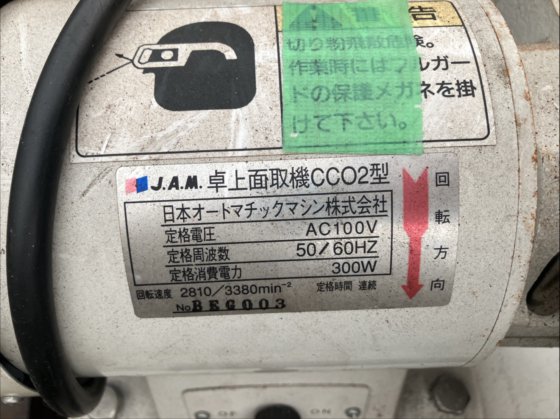 警告
切り粉飛散危険。
作業時にはフルガー
ドの保護メガネを掛
けて下さい。
J.A.M. 卓上面取機CCO2型
日本オートマチックマシン株式会社
定格電圧 AC100V
定格周波数 50/60HZ
定格消費電力 300W
回転速度 2810/3380min⁻² 定格時間 連続
No BEG003
回転方向
OF ON